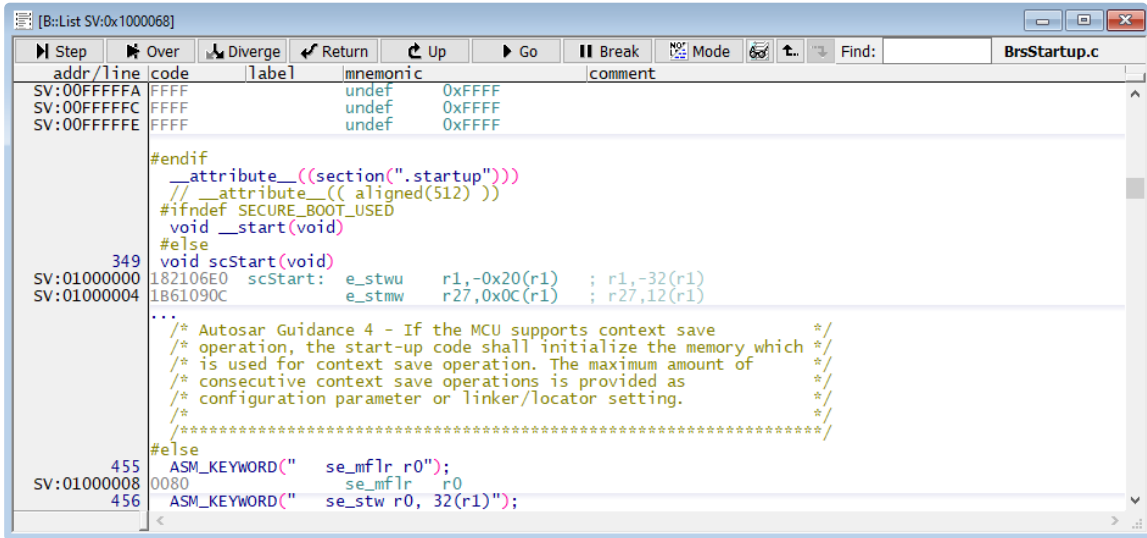 [B::List SV:0x1000068]
Step Over Diverge Return Up Go Break Mode Find: BrsStartup.c
addr/line code label mnemonic comment
SV:00FFFFFA FFFF undef 0xFFFF
SV:00FFFFFC FFFF undef 0xFFFF
SV:00FFFFFE FFFF undef 0xFFFF
#endif
__attribute__((section(".startup")))
// __attribute__(( aligned(512) ))
#ifndef SECURE_BOOT_USED
void __start(void)
#else
349 void scStart(void)
SV:01000000 182106E0 scStart: e_stwu r1,-0x20(r1) ; r1,-32(r1)
SV:01000004 1B61090C e_stmw r27,0x0C(r1) ; r27,12(r1)
...
/* Autosar Guidance 4 - If the MCU supports context save */
/* operation, the start-up code shall initialize the memory which */
/* is used for context save operation. The maximum amount of */
/* consecutive context save operations is provided as */
/* configuration parameter or linker/locator setting. */
/* */
/******************************************************************/
#else
455 ASM_KEYWORD(" se_mflr r0");
SV:01000008 0080 se_mflr r0
456 ASM_KEYWORD(" se_stw r0, 32(r1)");